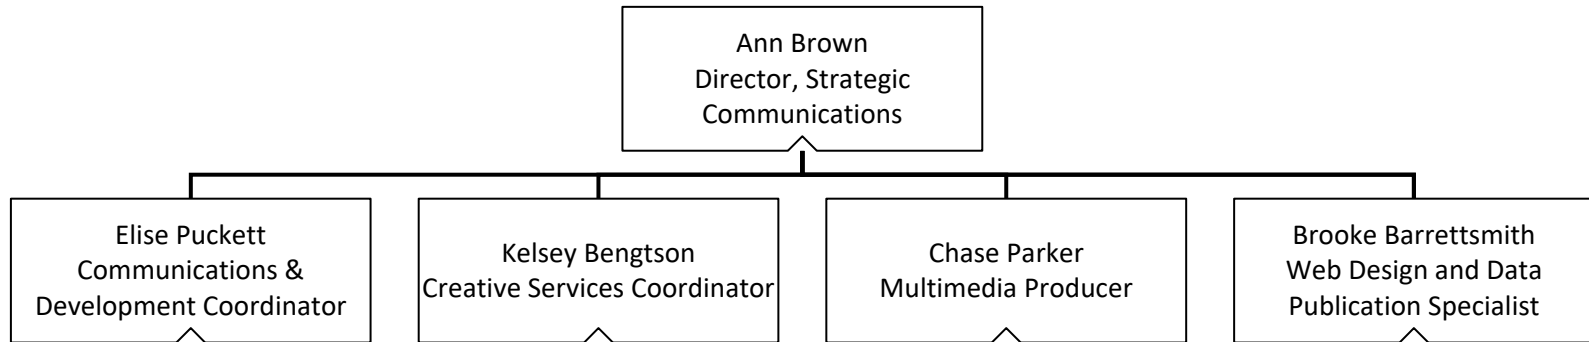 Ann Brown
Director, Strategic
Communications
Elise Puckett
Communications &
Development Coordinator
Kelsey Bengtson
Creative Services Coordinator
Chase Parker
Multimedia Producer
Brooke Barrettsmith
Web Design and Data
Publication Specialist